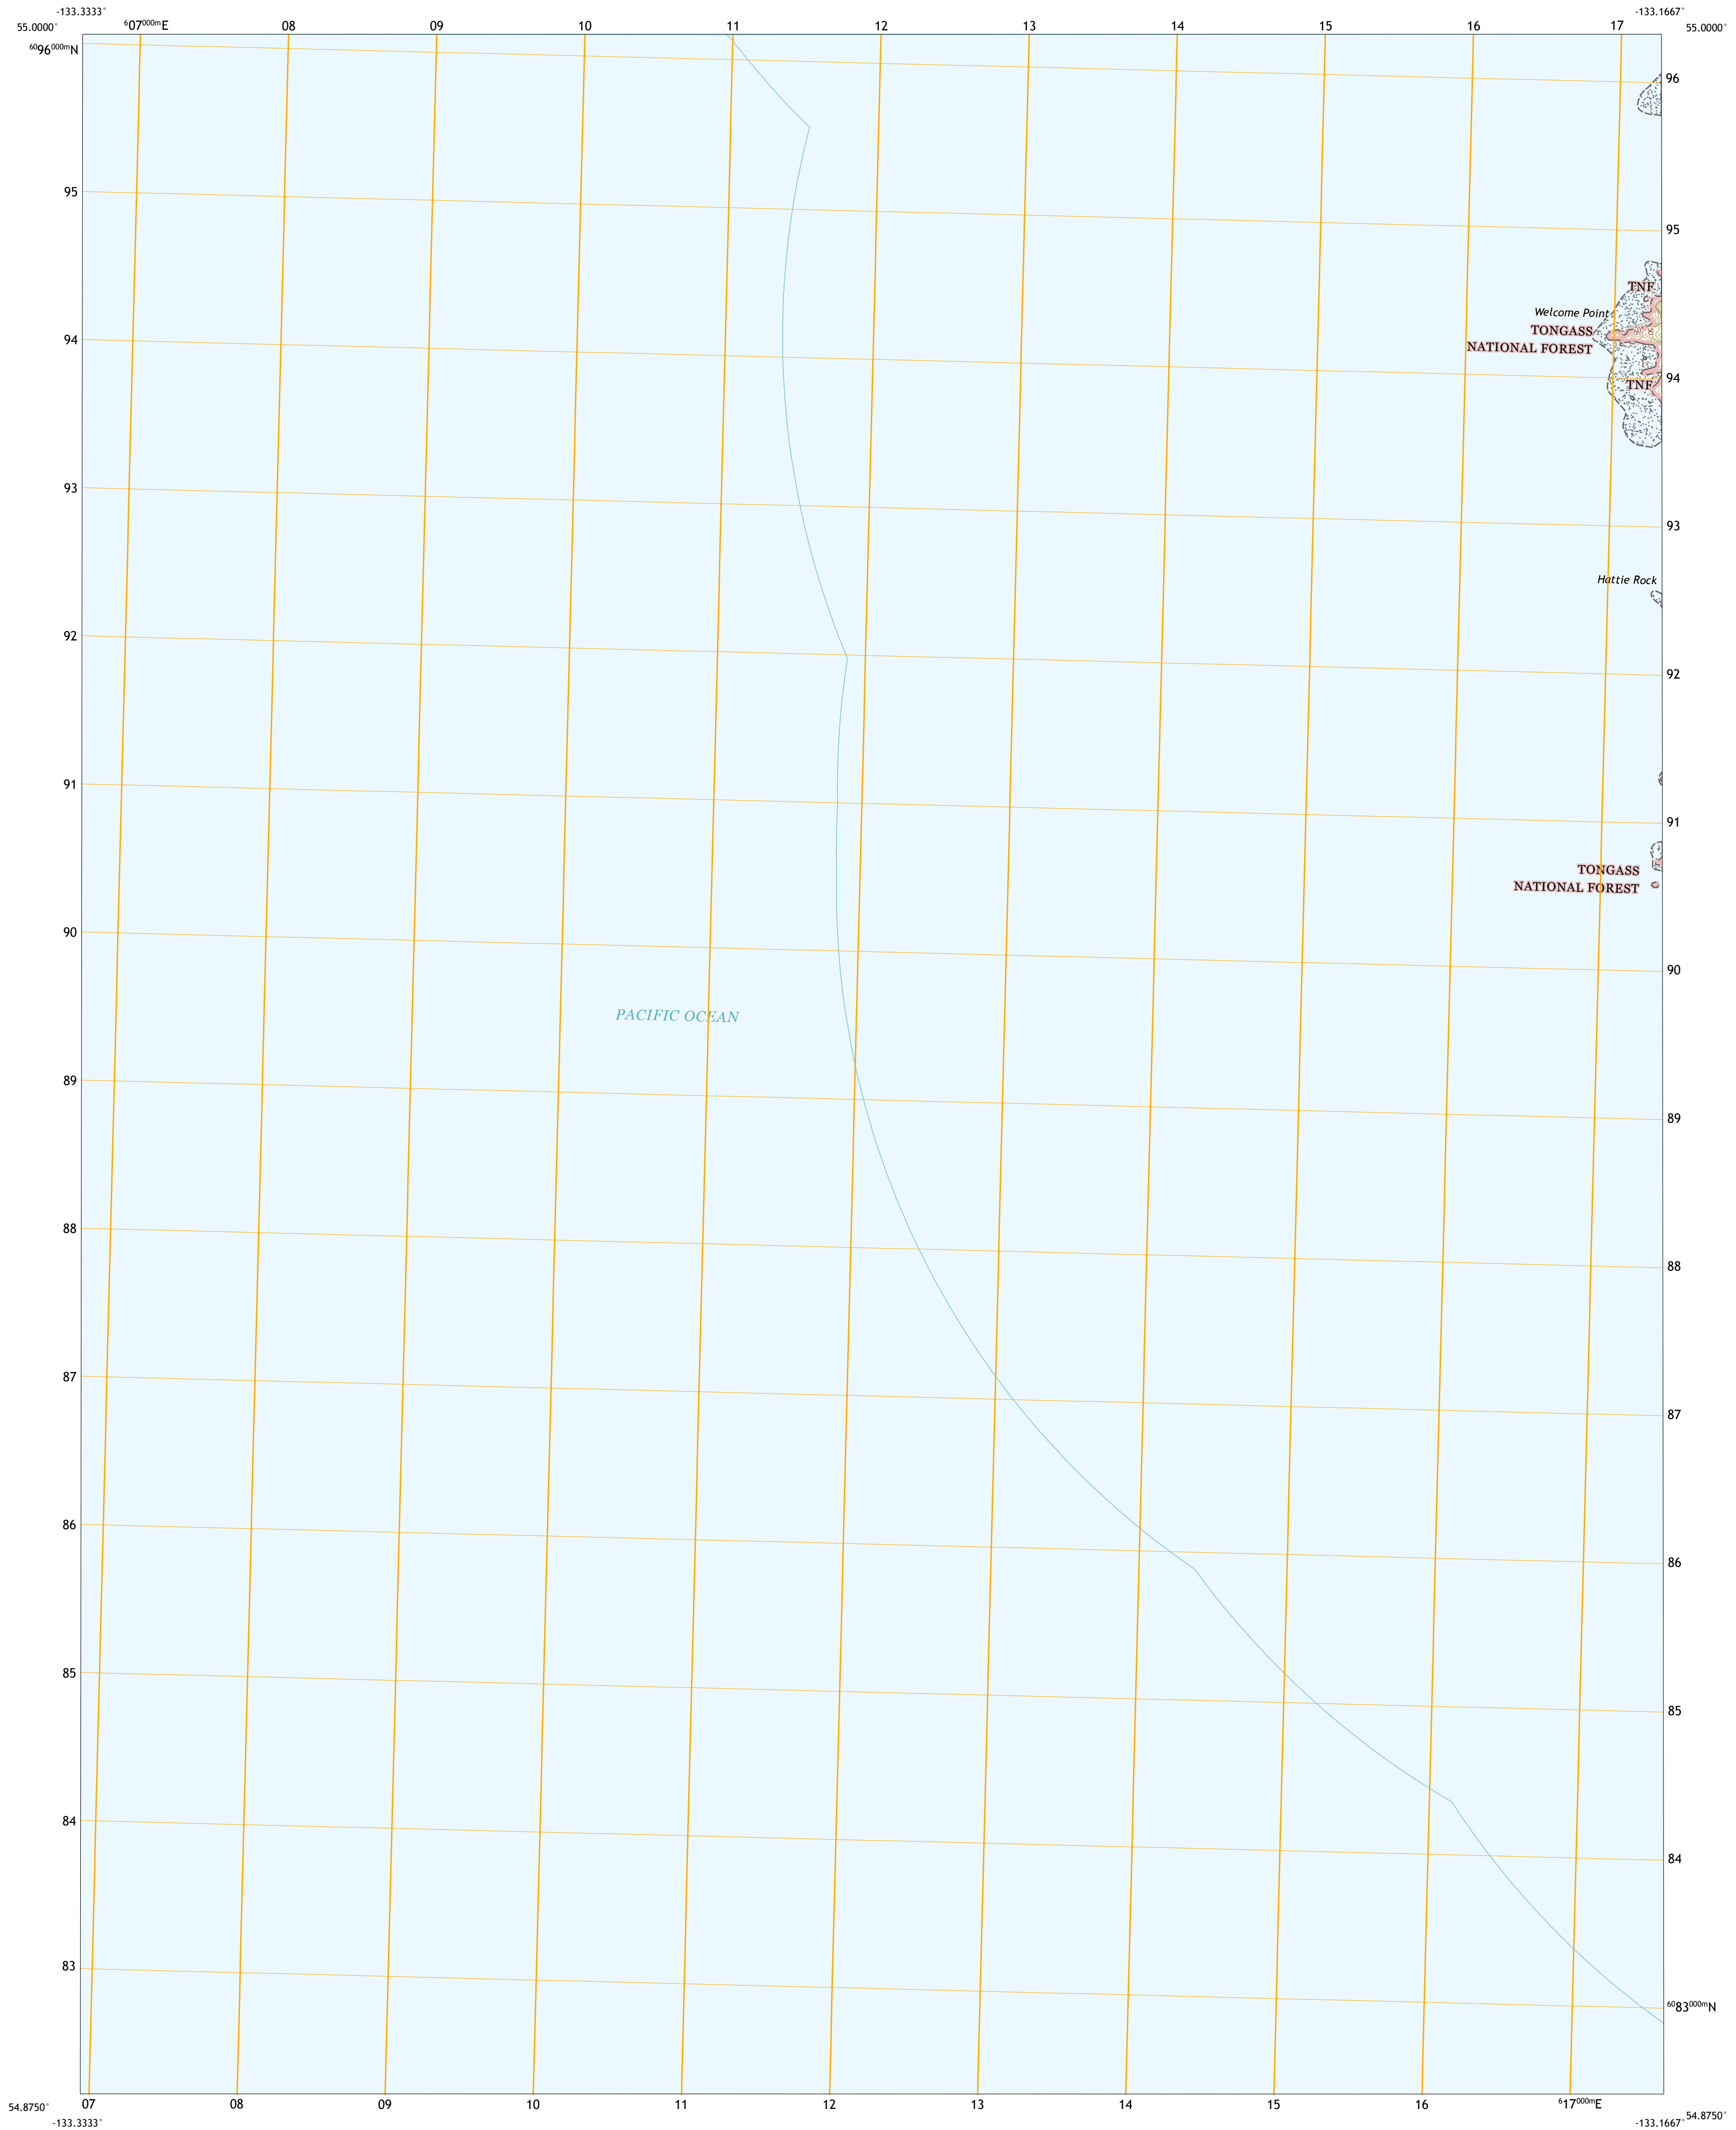 -133.3333° -133.1667°
55.0000° ⁶07⁰⁰⁰ᵐE 08 09 10 11 12 13 14 15 16 17 55.0000°
⁶⁰96⁰⁰⁰ᵐN 96
95 95
TNF
Welcome Point
TONGASS
NATIONAL FOREST
94 94
TNF
93 93
Hattie Rock
92 92
91 91
TONGASS
NATIONAL FOREST
90 90
PACIFIC OCEAN
89 89
88 88
87 87
86 86
85 85
84 84
83 ⁶⁰83⁰⁰⁰ᵐN
54.8750° 07 08 09 10 11 12 13 14 15 16 ⁶17⁰⁰⁰ᵐE 54.8750°
-133.3333° -133.1667°